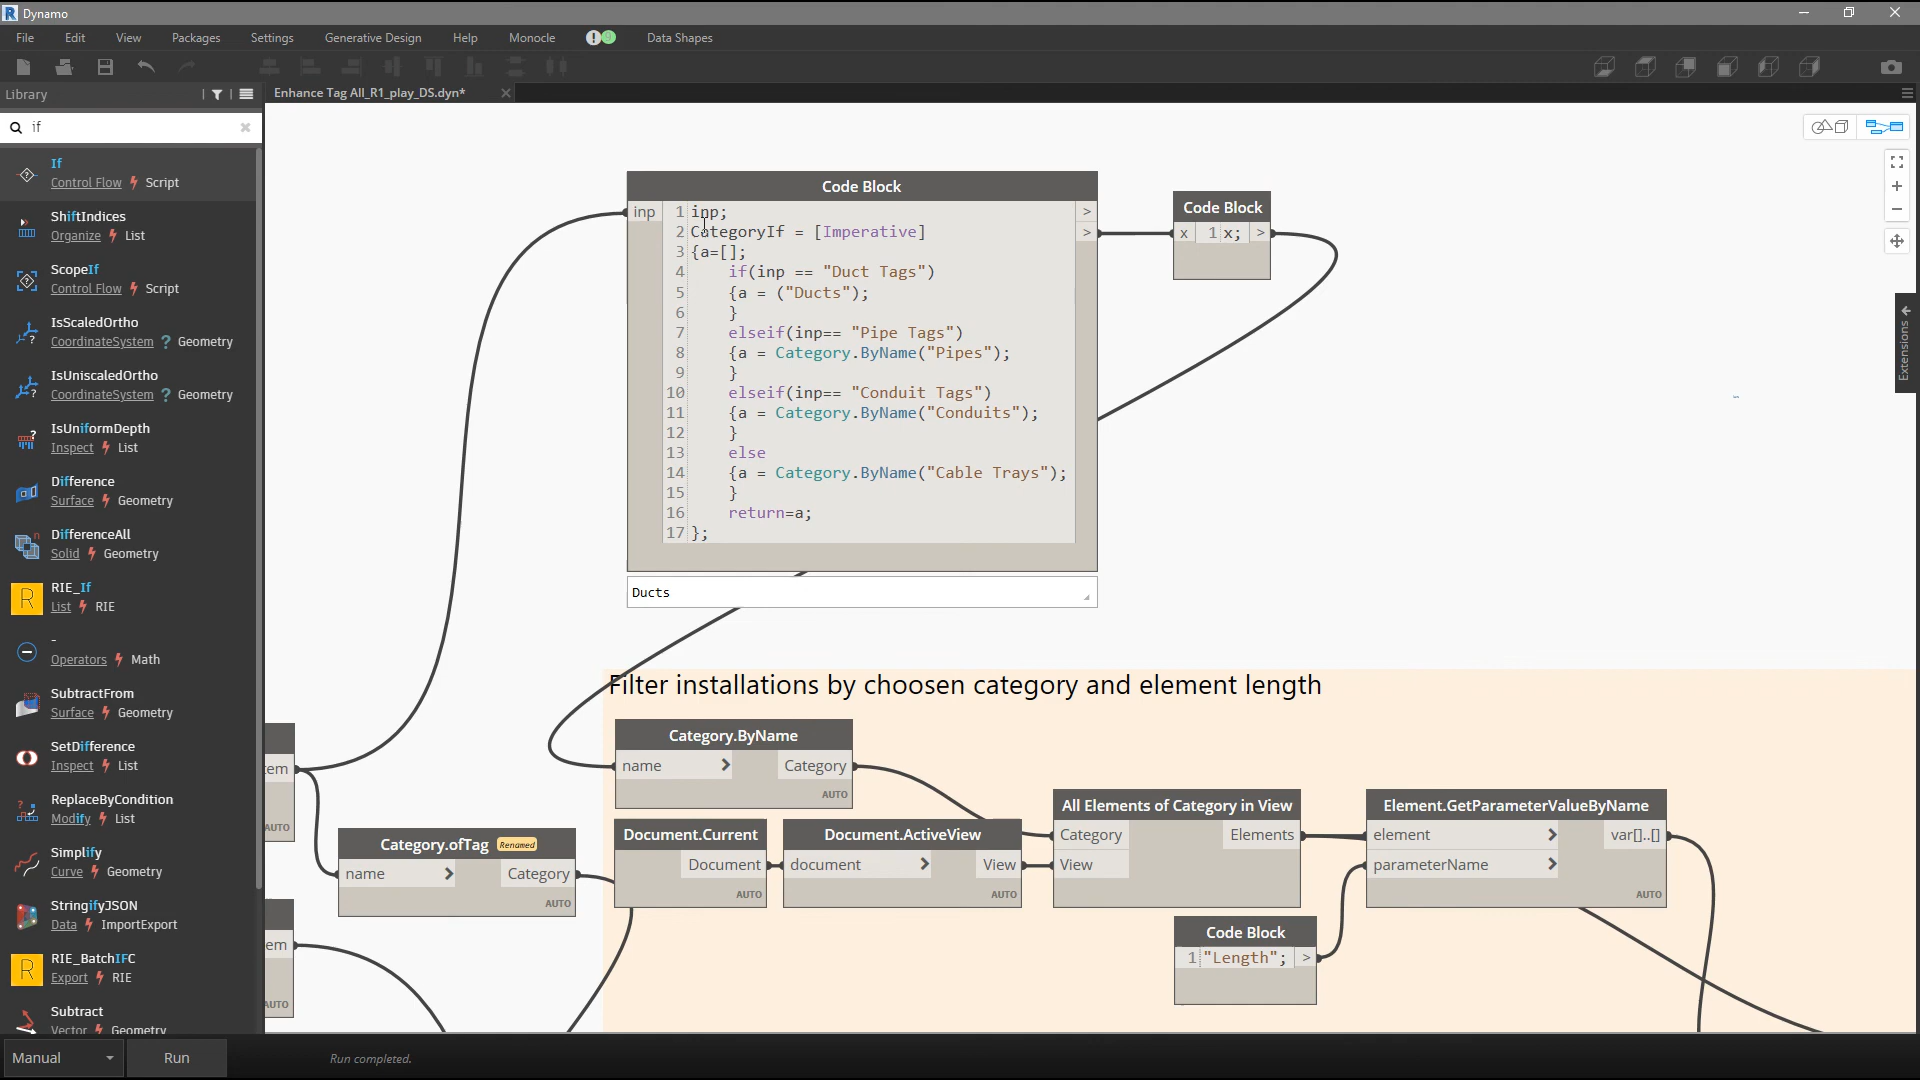 Dynamo
File Edit View Packages Settings Generative Design Help Monocle Data Shapes
Library
Enhance Tag All_R1_play_DS.dyn*
if
If
Control Flow Script
ShiftIndices
Organize List
ScopeIf
Control Flow Script
IsScaledOrtho
CoordinateSystem ? Geometry
IsUniscaledOrtho
CoordinateSystem ? Geometry
IsUniformDepth
Inspect List
Difference
Surface Geometry
DifferenceAll
Solid Geometry
RIE_If
List RIE
-
Operators Math
SubtractFrom
Surface Geometry
SetDifference
Inspect List
ReplaceByCondition
Modify List
Simplify
Curve Geometry
StringifyJSON
Data ImportExport
RIE_BatchIFC
Export RIE
Subtract
Vector Geometry
Manual Run Run completed.
Code Block
inp
1 inp; >
2 CategoryIf = [Imperative] >
3 {a=[];
4 if(inp == "Duct Tags")
5 {a = ("Ducts");
6 }
7 elseif(inp== "Pipe Tags")
8 {a = Category.ByName("Pipes");
9 }
10 elseif(inp== "Conduit Tags")
11 {a = Category.ByName("Conduits");
12 }
13 else
14 {a = Category.ByName("Cable Trays");
15 }
16 return=a;
17 };
Ducts
Code Block
x 1 x; >
Extensions
Filter installations by choosen category and element length
Category.ByName
name > Category
AUTO
em
AUTO
Category.ofTag Renamed
name > Category
AUTO
em
AUTO
Document.Current
Document
AUTO
Document.ActiveView
document > View
AUTO
All Elements of Category in View
Category Elements
View
Element.GetParameterValueByName
element > var[]..[]
parameterName >
AUTO
Code Block
1 "Length"; >